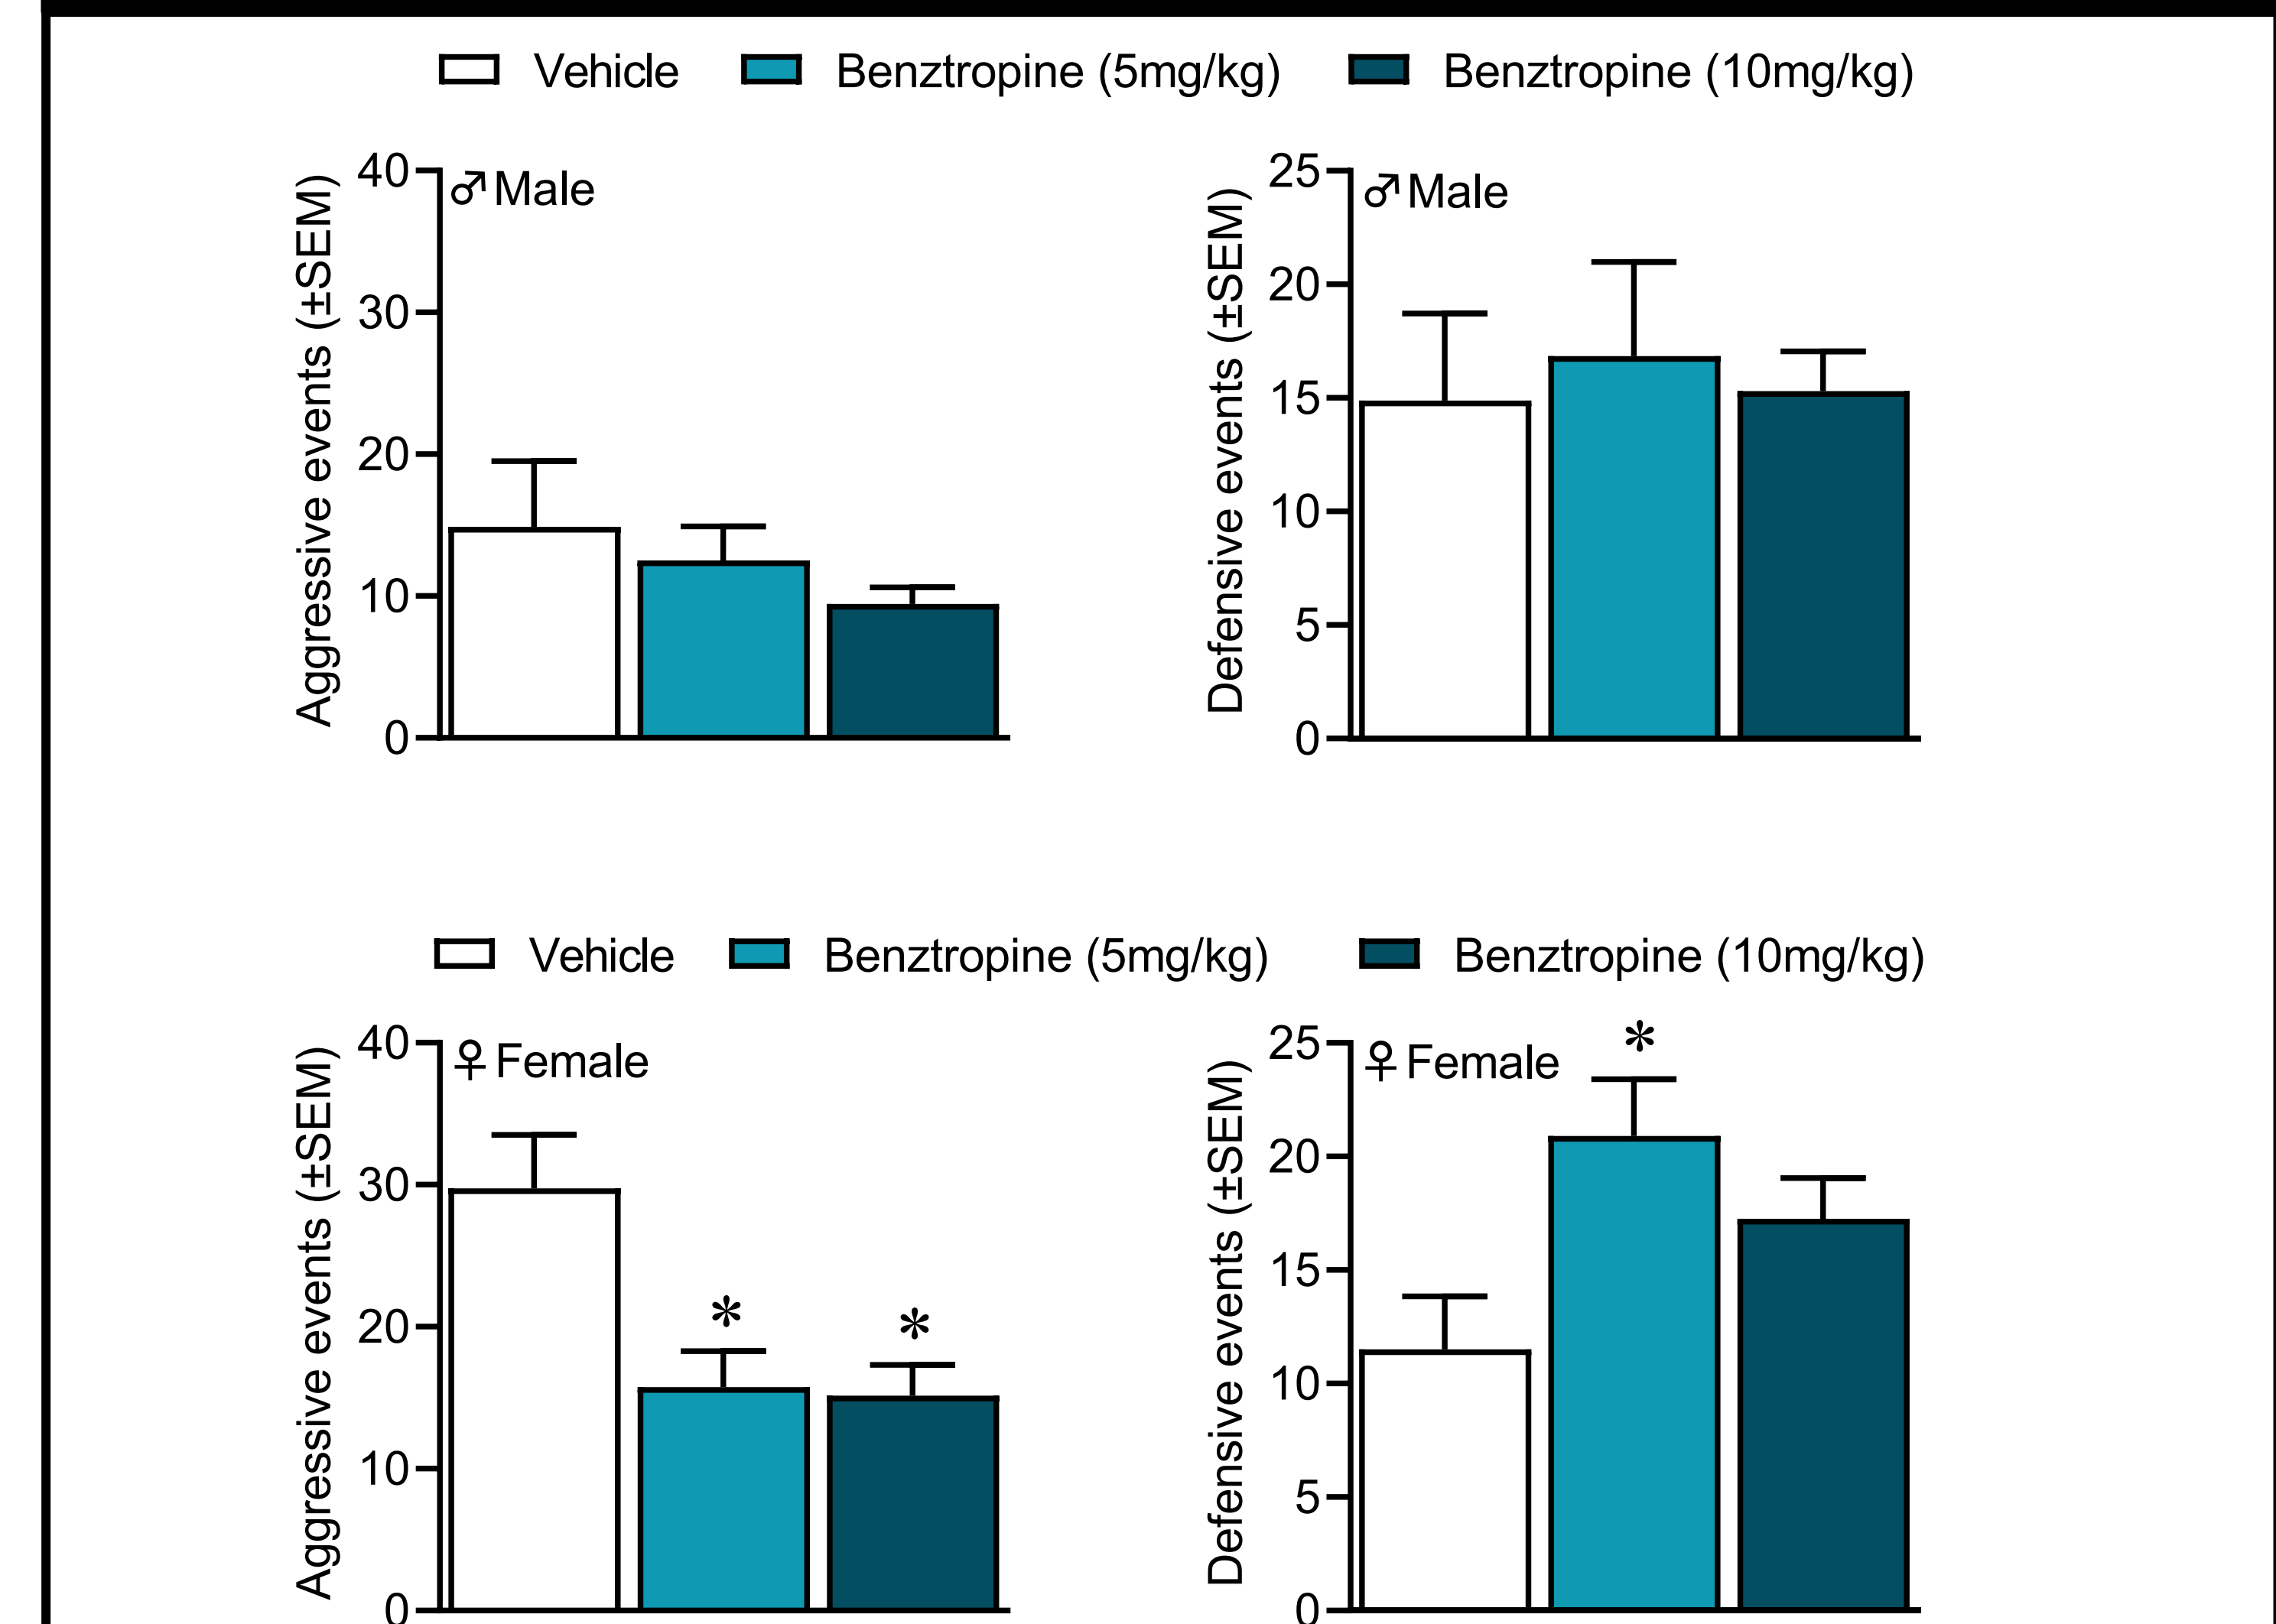 Vehicle Benztropine (5mg/kg) Benztropine (10mg/kg)
♂Male
Aggressive events (±SEM)
40
30
20
10
0
♂Male
Defensive events (±SEM)
25
20
15
10
5
0
Vehicle Benztropine (5mg/kg) Benztropine (10mg/kg)
♀Female
Aggressive events (±SEM)
40
30
20
10
0
*
*
♀Female
Defensive events (±SEM)
25
20
15
10
5
0
*